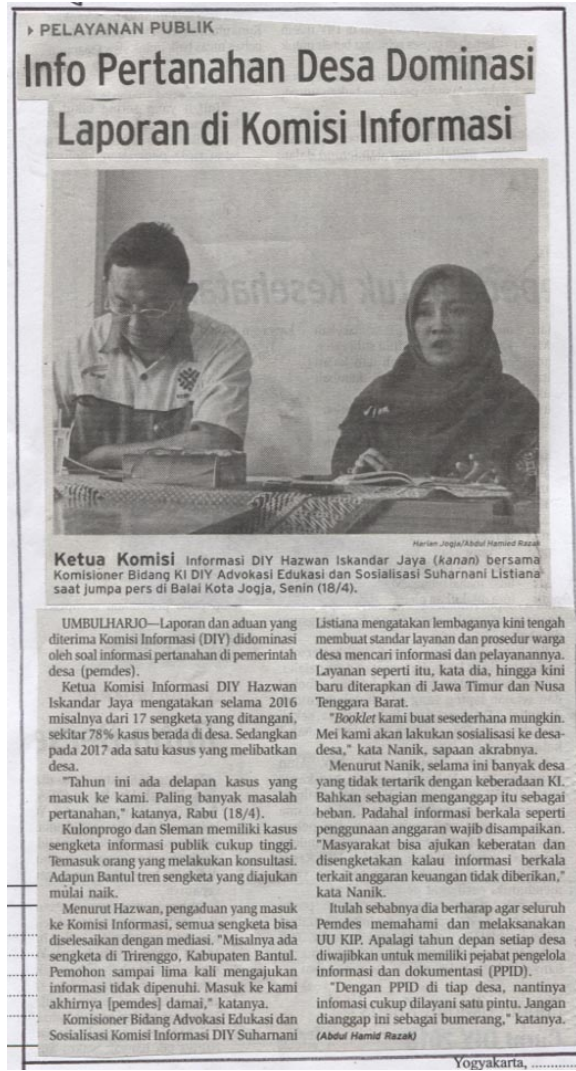 PELAYANAN PUBLIK
Info Pertanahan Desa Dominasi
Laporan di Komisi Informasi
Harian Jogja/Abdul Hamied Razak
Ketua Komisi Informasi DIY Hazwan Iskandar Jaya (kanan) bersama
Komisioner Bidang KI DIY Advokasi Edukasi dan Sosialisasi Suharnani Listiana
saat jumpa pers di Balai Kota Jogja, Senin (18/4).
UMBULHARJO—Laporan dan aduan yang
diterima Komisi Informasi (DIY) didominasi
oleh soal informasi pertanahan di pemerintah
desa (pemdes).
Ketua Komisi Informasi DIY Hazwan
Iskandar Jaya mengatakan selama 2016
misalnya dari 17 sengketa yang ditangani,
sekitar 78% kasus berada di desa. Sedangkan
pada 2017 ada satu kasus yang melibatkan
desa.
"Tahun ini ada delapan kasus yang
masuk ke kami. Paling banyak masalah
pertanahan," katanya, Rabu (18/4).
Kulonprogo dan Sleman memiliki kasus
sengketa informasi publik cukup tinggi.
Temasuk orang yang melakukan konsultasi.
Adapun Bantul tren sengketa yang diajukan
mulai naik.
Menurut Hazwan, pengaduan yang masuk
ke Komisi Informasi, semua sengketa bisa
diselesaikan dengan mediasi. "Misalnya ada
sengketa di Trirenggo, Kabupaten Bantul.
Pemohon sampai lima kali mengajukan
informasi tidak dipenuhi. Masuk ke kami
akhirnya [pemdes] damai," katanya.
Komisioner Bidang Advokasi Edukasi dan
Sosialisasi Komisi Informasi DIY Suharnani
Listiana mengatakan lembaganya kini tengah
membuat standar layanan dan prosedur warga
desa mencari informasi dan pelayanannya.
Layanan seperti itu, kata dia, hingga kini
baru diterapkan di Jawa Timur dan Nusa
Tenggara Barat.
"Booklet kami buat sesederhana mungkin.
Mei kami akan lakukan sosialisasi ke desa-
desa," kata Nanik, sapaan akrabnya.
Menurut Nanik, selama ini banyak desa
yang tidak tertarik dengan keberadaan KI.
Bahkan sebagian menganggap itu sebagai
beban. Padahal informasi berkala seperti
penggunaan anggaran wajib disampaikan.
"Masyarakat bisa ajukan keberatan dan
disengketakan kalau informasi berkala
terkait anggaran keuangan tidak diberikan,"
kata Nanik.
Itulah sebabnya dia berharap agar seluruh
Pemdes memahami dan melaksanakan
UU KIP. Apalagi tahun depan setiap desa
diwajibkan untuk memiliki pejabat pengelola
informasi dan dokumentasi (PPID).
"Dengan PPID di tiap desa, nantinya
infomasi cukup dilayani satu pintu. Jangan
dianggap ini sebagai bumerang," katanya.
(Abdul Hamid Razak)
Yogyakarta, ............